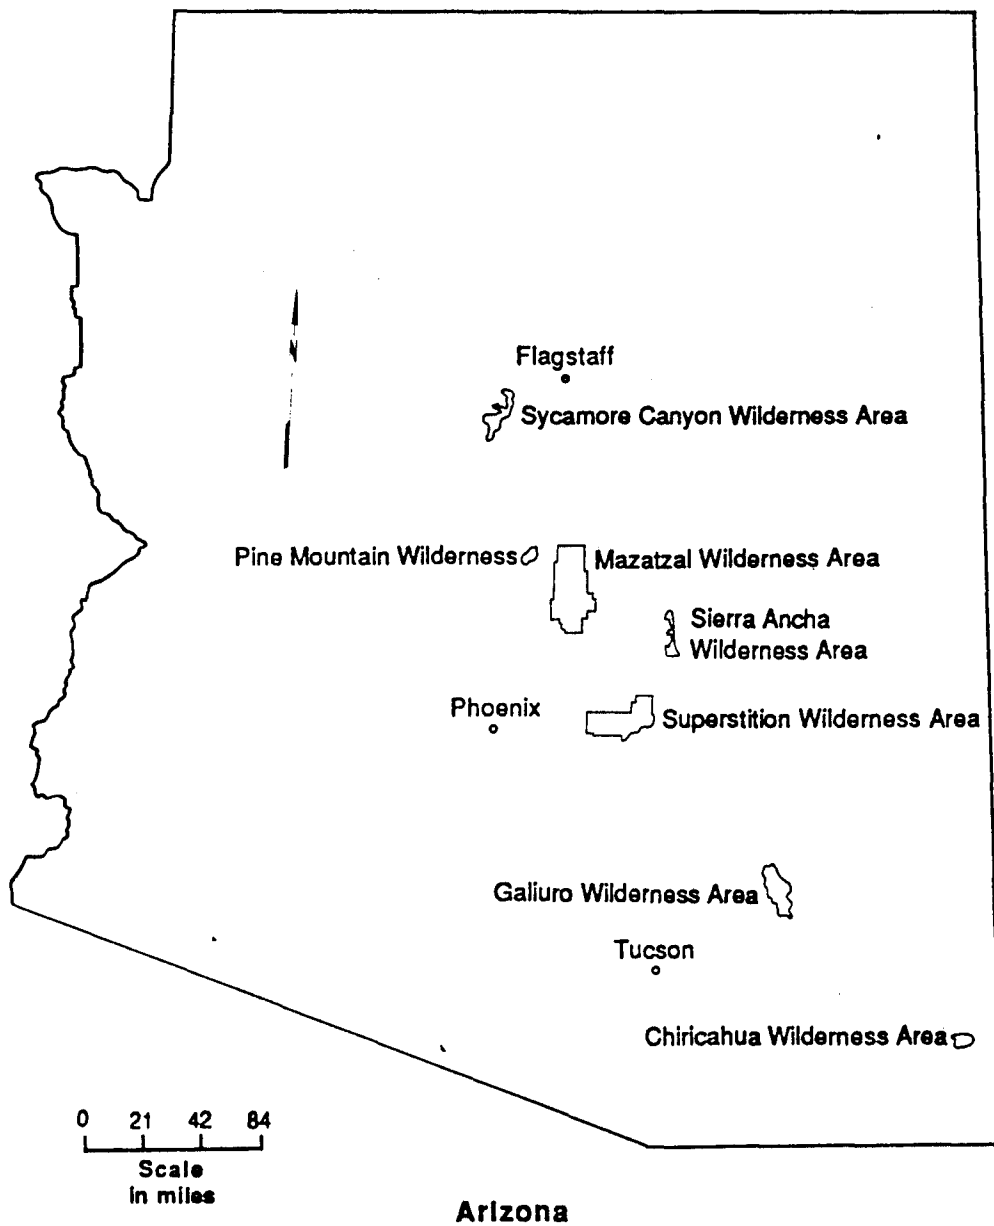 Flagstaff
Sycamore Canyon Wilderness Area
N
Pine Mountain Wilderness
Mazatzal Wilderness Area
Sierra Ancha
Wilderness Area
Phoenix
Superstition Wilderness Area
Galiuro Wilderness Area
Tucson
Chiricahua Wilderness Area
0 21 42 84
Scale
in miles
Arizona